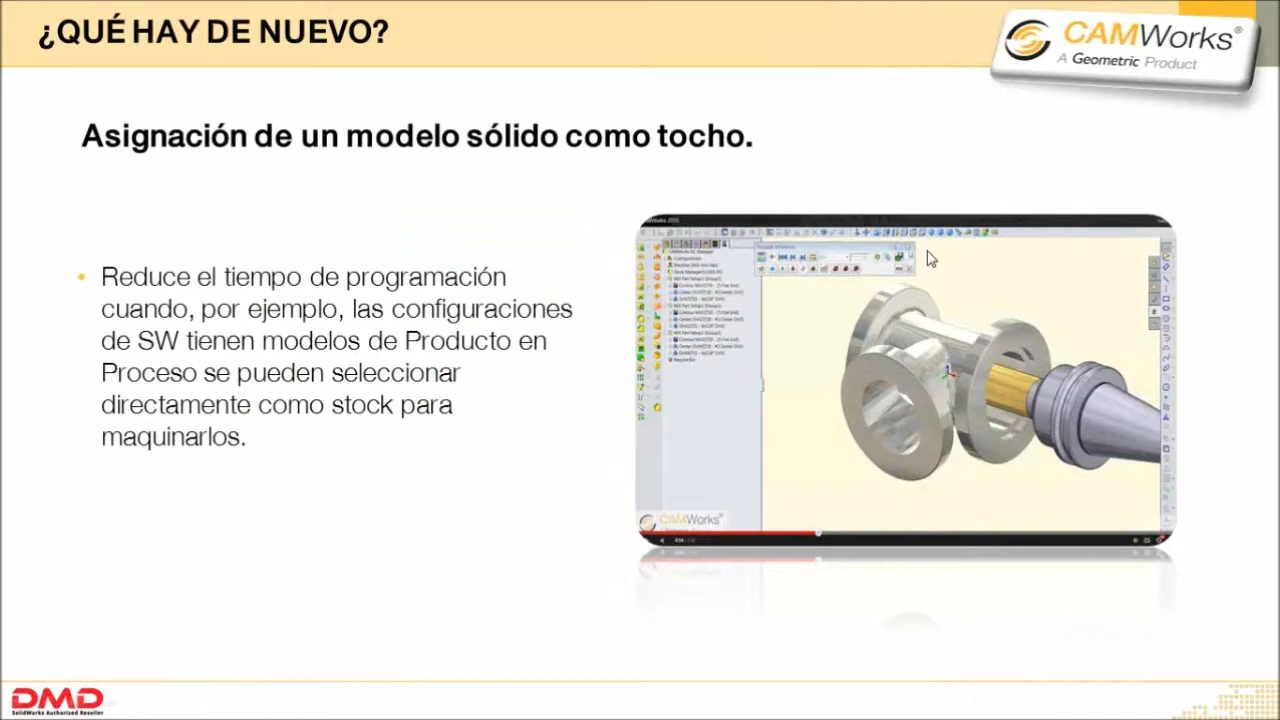 ¿QUÉ HAY DE NUEVO?
CAMWorks®
A Geometric Product
Asignación de un modelo sólido como tocho.
• Reduce el tiempo de programación
cuando, por ejemplo, las configuraciones
de SW tienen modelos de Producto en
Proceso se pueden seleccionar
directamente como stock para
maquinarlos.
CAMWorks®
DMD
SolidWorks Authorized Reseller